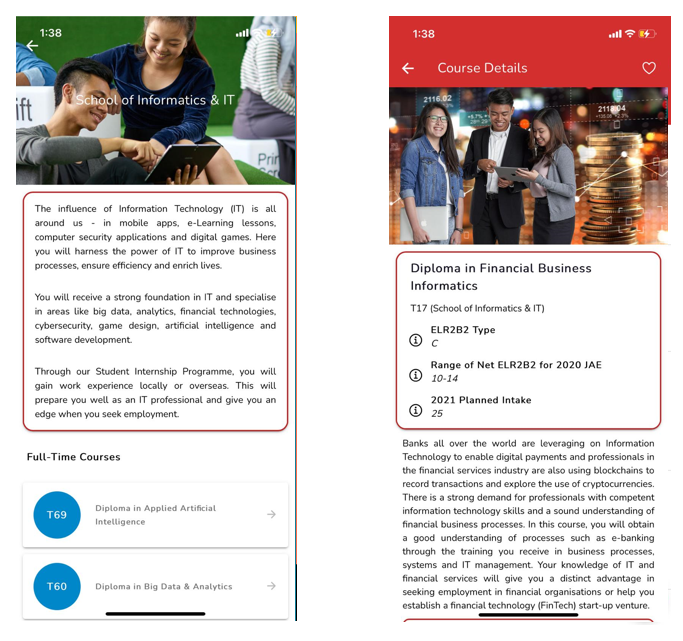 1:38
School of Informatics & IT
The influence of Information Technology (IT) is all
around us - in mobile apps, e-Learning lessons,
computer security applications and digital games. Here
you will harness the power of IT to improve business
processes, ensure efficiency and enrich lives.
You will receive a strong foundation in IT and specialise
in areas like big data, analytics, financial technologies,
cybersecurity, game design, artificial intelligence and
software development.
Through our Student Internship Programme, you will
gain work experience locally or overseas. This will
prepare you well as an IT professional and give you an
edge when you seek employment.
Full-Time Courses
T69
Diploma in Applied Artificial
Intelligence
T60
Diploma in Big Data & Analytics
1:38
Course Details
2116.02
Diploma in Financial Business
Informatics
T17 (School of Informatics & IT)
ELR2B2 Type
C
Range of Net ELR2B2 for 2020 JAE
10-14
2021 Planned Intake
25
Banks all over the world are leveraging on Information
Technology to enable digital payments and professionals in
the financial services industry are also using blockchains to
record transactions and explore the use of cryptocurrencies.
There is a strong demand for professionals with competent
information technology skills and a sound understanding of
financial business processes. In this course, you will obtain
a good understanding of processes such as e-banking
through the training you receive in business processes,
systems and IT management. Your knowledge of IT and
financial services will give you a distinct advantage in
seeking employment in financial organisations or help you
establish a financial technology (FinTech) start-up venture.